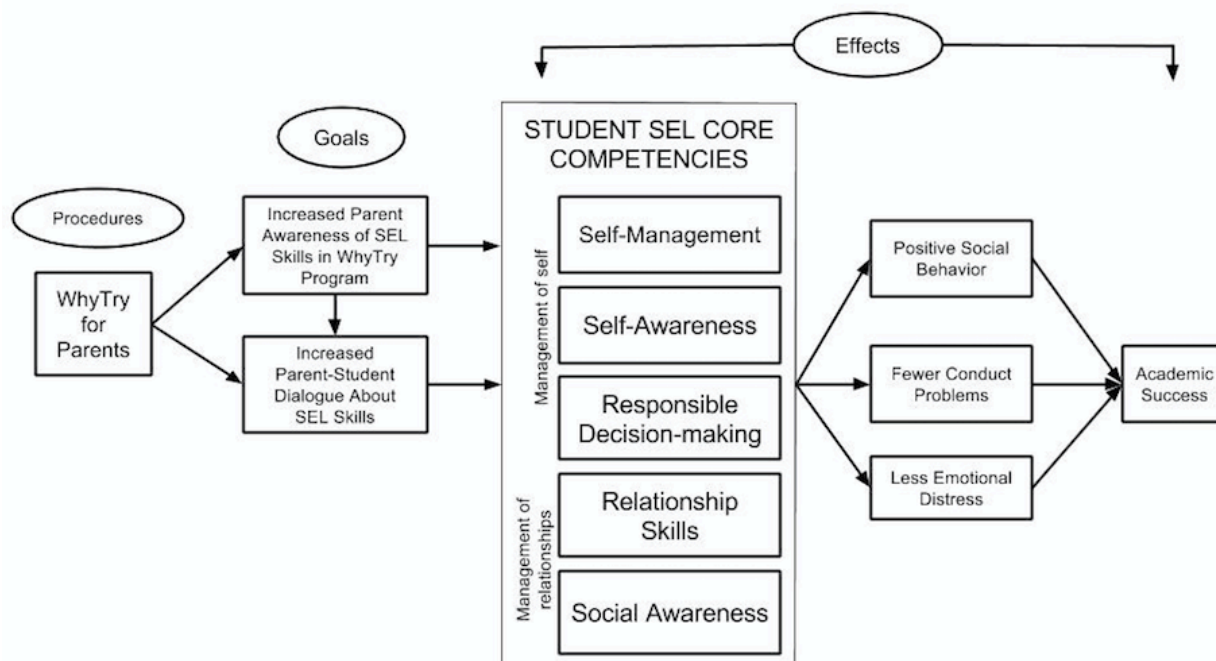 Effects
Goals
Procedures
WhyTry
for
Parents
Increased Parent
Awareness of SEL
Skills in WhyTry
Program
Increased
Parent-Student
Dialogue About
SEL Skills
STUDENT SEL CORE
COMPETENCIES
Management of self
Self-Management
Self-Awareness
Responsible
Decision-making
Management of
relationships
Relationship
Skills
Social Awareness
Positive Social
Behavior
Fewer Conduct
Problems
Less Emotional
Distress
Academic
Success